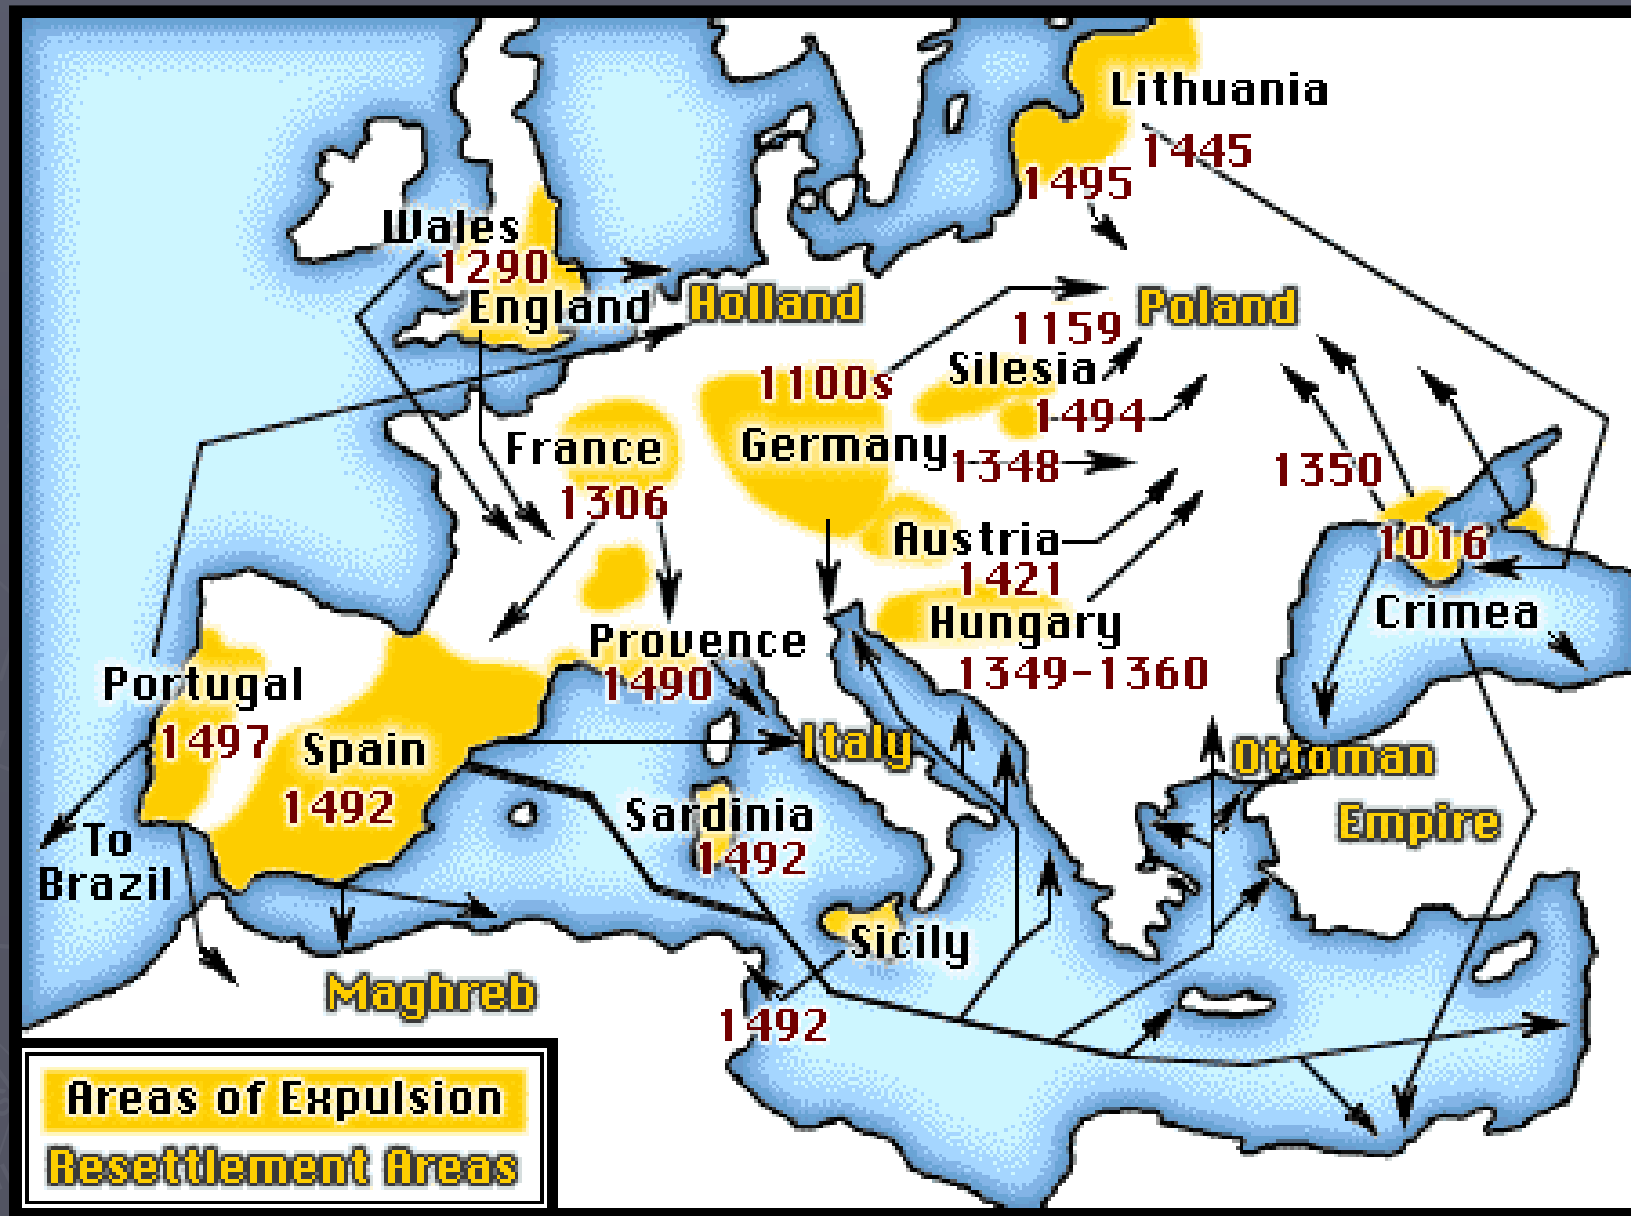 Lithuania
1445
1495
Wales
1290
England
Holland
Poland
1159
Silesia
1100s
1494
France
Germany
1348
1350
1306
Austria
1016
1421
Crimea
Hungary
Provence
1349-1360
1490
Portugal
1497
Spain
Italy
Ottoman
Empire
1492
Sardinia
1492
To
Brazil
Sicily
Maghreb
1492
Areas of Expulsion
Resettlement Areas